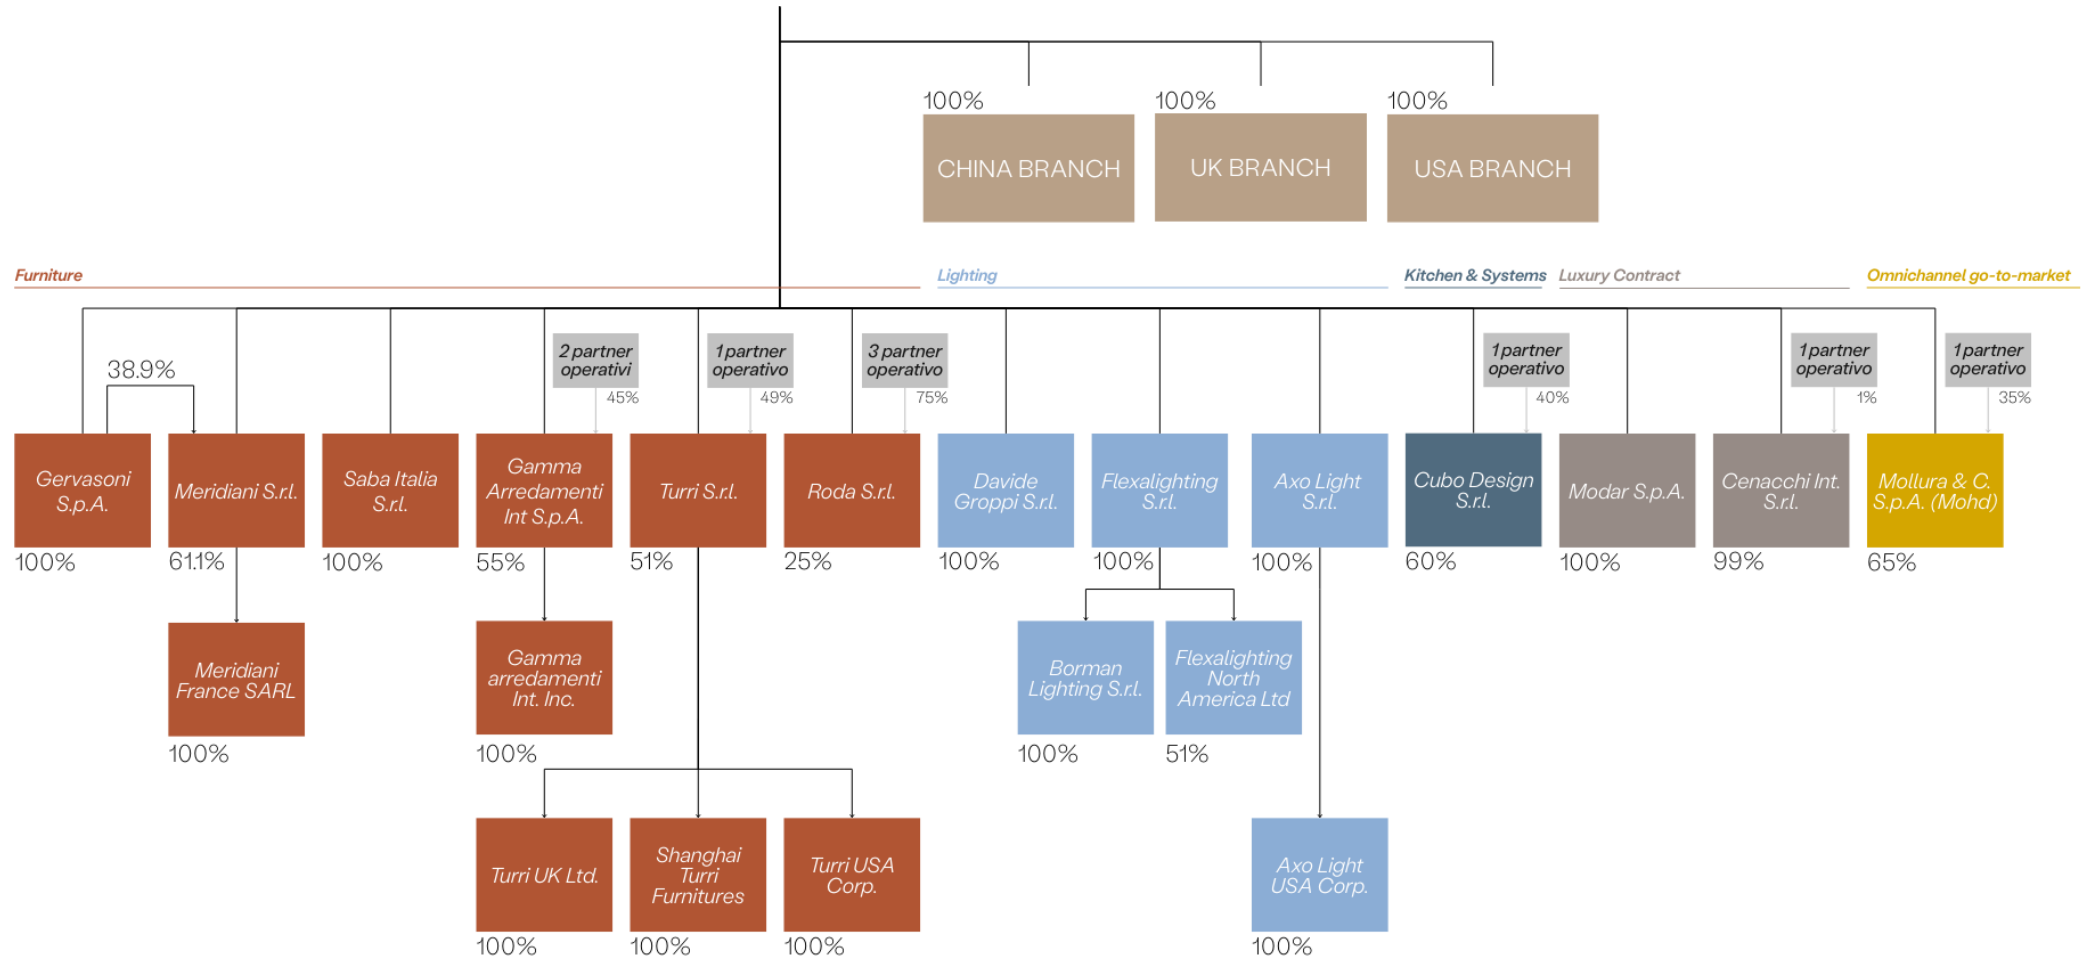 100%
100%
100%
CHINA BRANCH
UK BRANCH
USA BRANCH
Furniture
Lighting
Kitchen & Systems
Luxury Contract
Omnichannel go-to-market
38.9%
2 partner
operativi
45%
1 partner
operativo
49%
3 partner
operativo
75%
1 partner
operativo
40%
1 partner
operativo
1%
1 partner
operativo
35%
Gervasoni
S.p.A.
100%
Meridiani S.r.l.
61.1%
Saba Italia
S.r.l.
100%
Gamma
Arredamenti
Int S.p.A.
55%
Turri S.r.l.
51%
Roda S.r.l.
25%
Davide
Groppi S.r.l.
100%
Flexalighting
S.r.l.
100%
Axo Light
S.r.l.
100%
Cubo Design
S.r.l.
60%
Modar S.p.A.
100%
Cenacchi Int.
S.r.l.
99%
Mollura & C.
S.p.A. (Mohd)
65%
Meridiani
France SARL
100%
Gamma
arredamenti
Int. Inc.
100%
Borman
Lighting S.r.l.
100%
Flexalighting
North
America Ltd
51%
Turri UK Ltd.
100%
Shanghai
Turri
Furnitures
100%
Turri USA
Corp.
100%
Axo Light
USA Corp.
100%